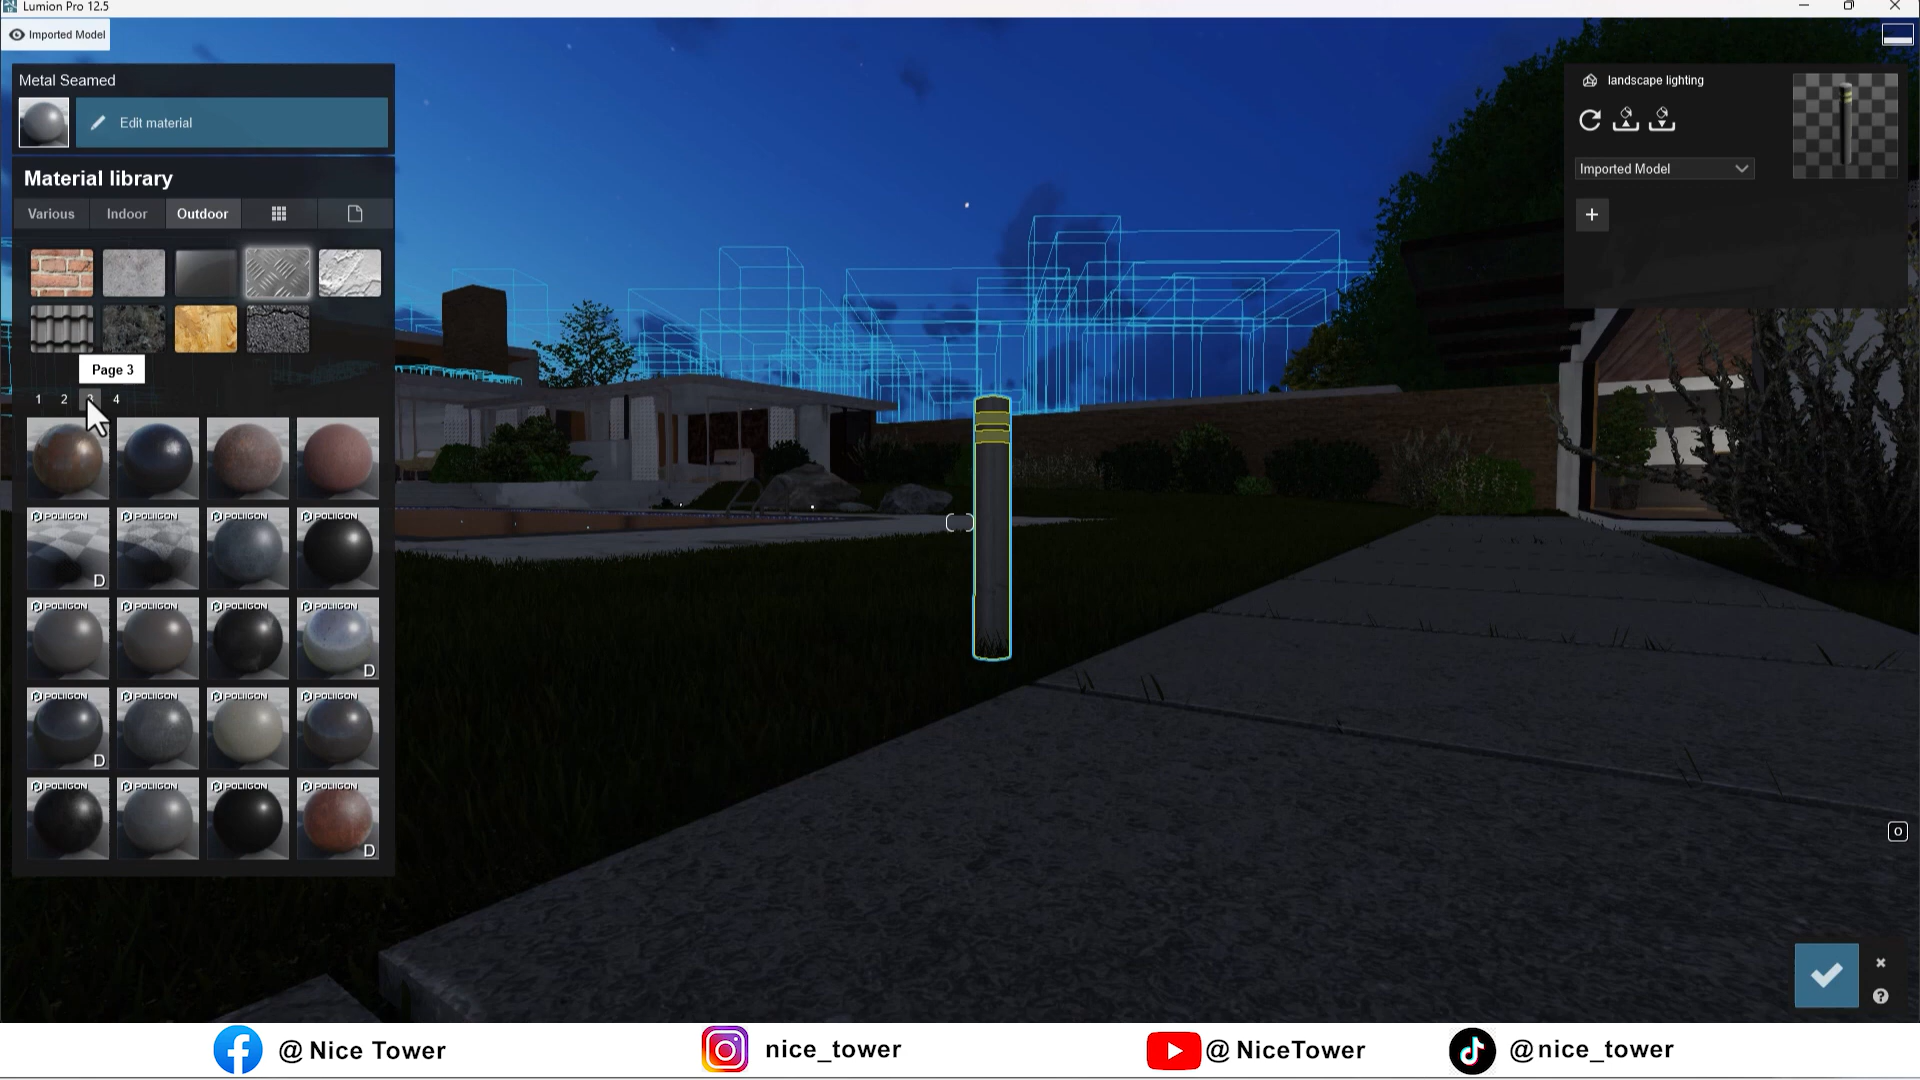 Lumion Pro 12.5
Imported Model
Metal Seamed
Edit material
Material library
Various
Indoor
Outdoor
Page 3
1 2 3 4
POLIIGON
POLIIGON
POLIIGON
POLIIGON
D
POLIIGON
POLIIGON
POLIIGON
POLIIGON
D
POLIIGON
POLIIGON
POLIIGON
POLIIGON
D
POLIIGON
POLIIGON
POLIIGON
POLIIGON
D
landscape lighting
Imported Model
+
O
@ Nice Tower
nice_tower
@ NiceTower
@nice_tower